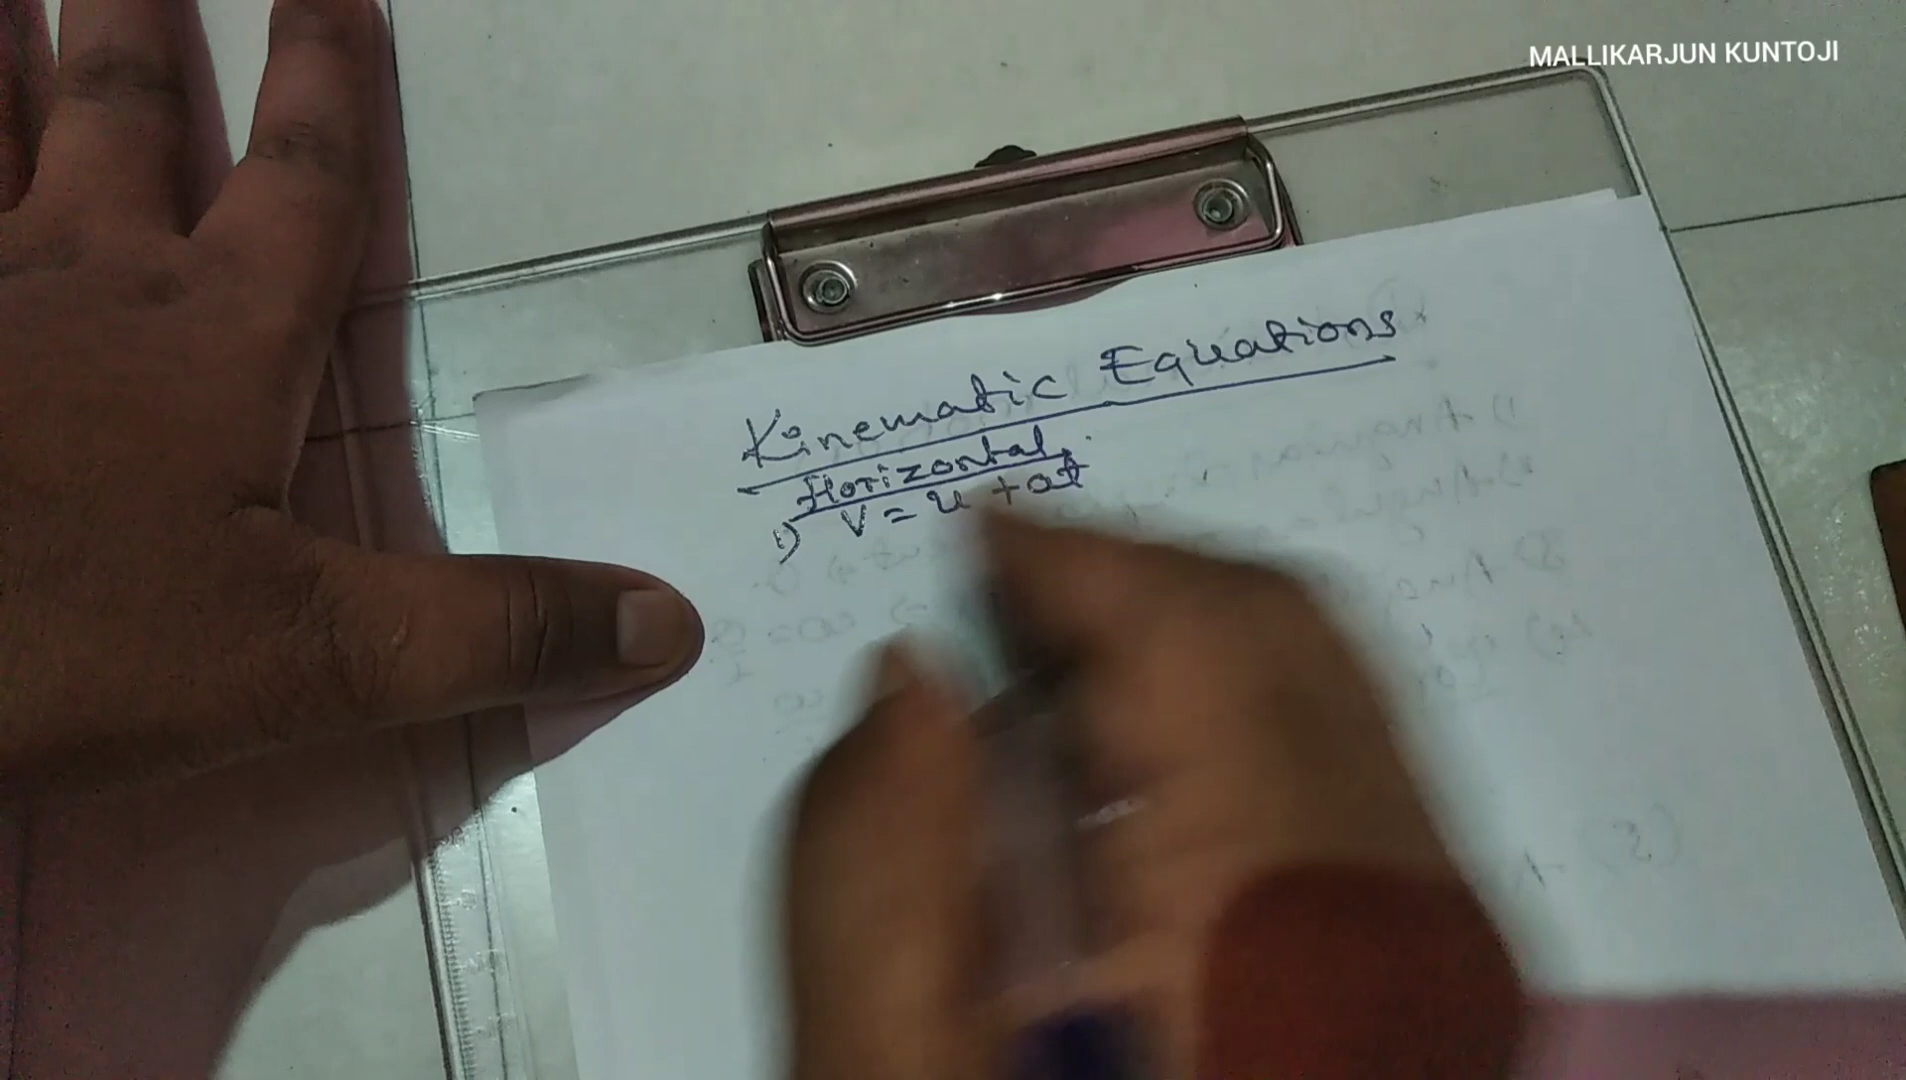 MALLIKARJUN KUNTOJI
Kinematic Equations
Horizontal
1) V = u + at